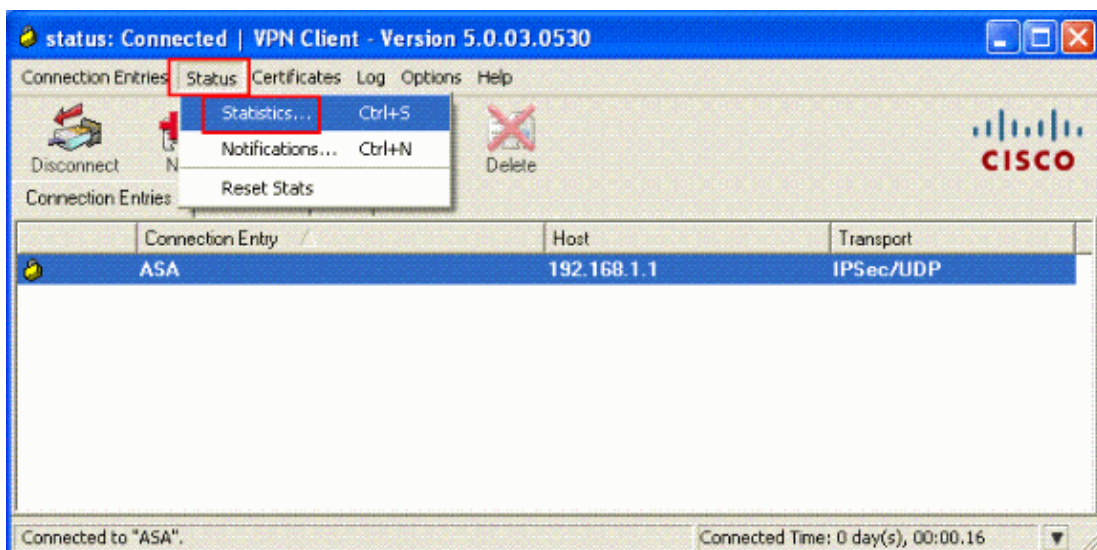 status: Connected | VPN Client - Version 5.0.03.0530
Connection Entries Status Certificates Log Options Help
Statistics... Ctrl+S
Notifications... Ctrl+N
Reset Stats
Disconnect
Delete
CISCO
Connection Entries
Connection Entry Host Transport
ASA 192.168.1.1 IPSec/UDP
Connected to "ASA". Connected Time: 0 day(s), 00:00.16